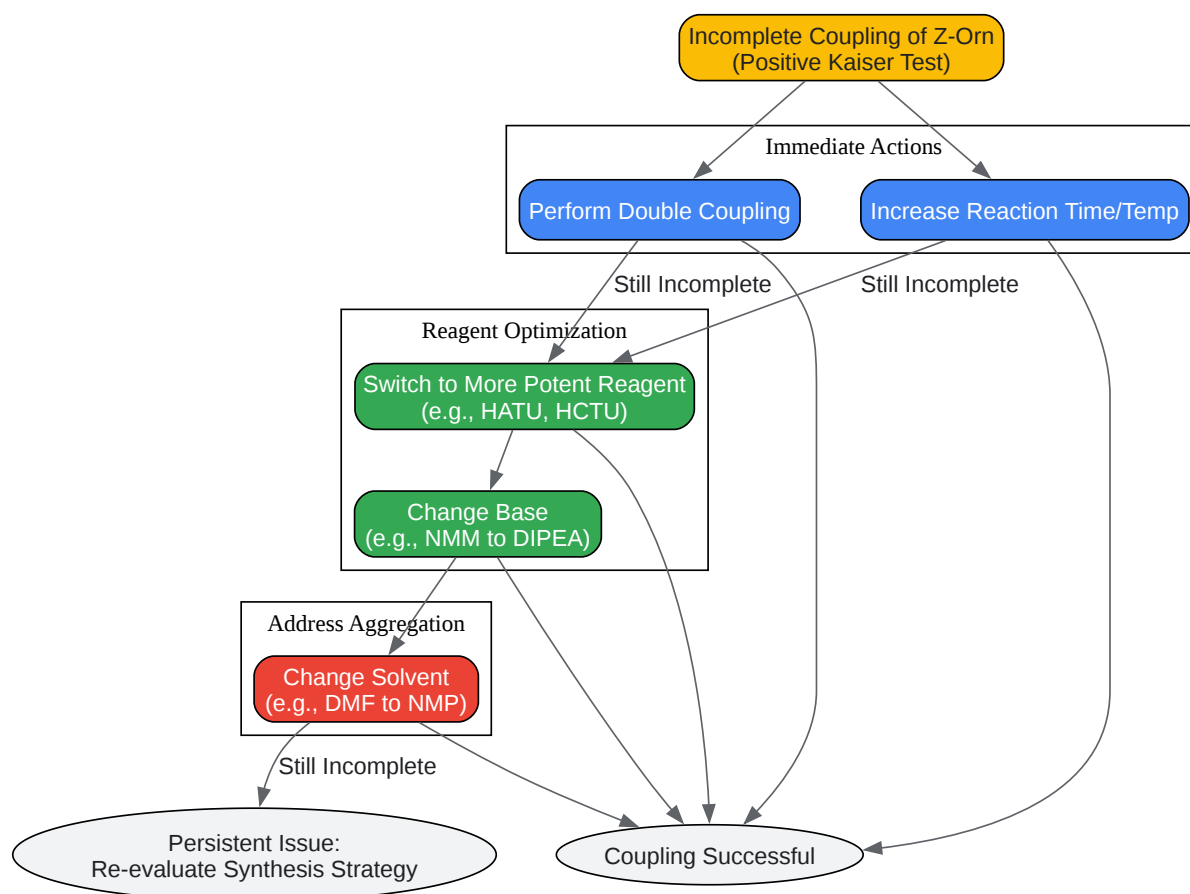 Incomplete Coupling of Z-Orn
(Positive Kaiser Test)
Immediate Actions
Perform Double Coupling
Increase Reaction Time/Temp
Still Incomplete
Still Incomplete
Reagent Optimization
Switch to More Potent Reagent
(e.g., HATU, HCTU)
Change Base
(e.g., NMM to DIPEA)
Address Aggregation
Change Solvent
(e.g., DMF to NMP)
Still Incomplete
Persistent Issue:
Re-evaluate Synthesis Strategy
Coupling Successful